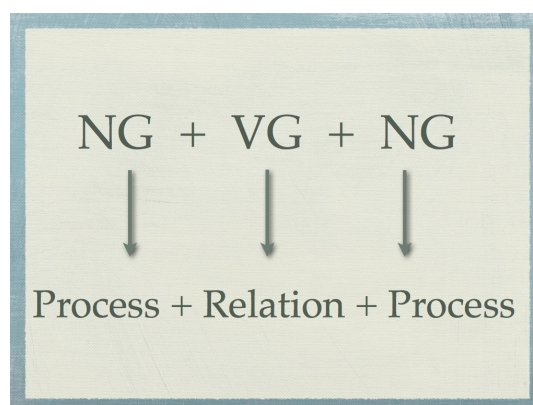 NG + VG + NG
Process + Relation + Process